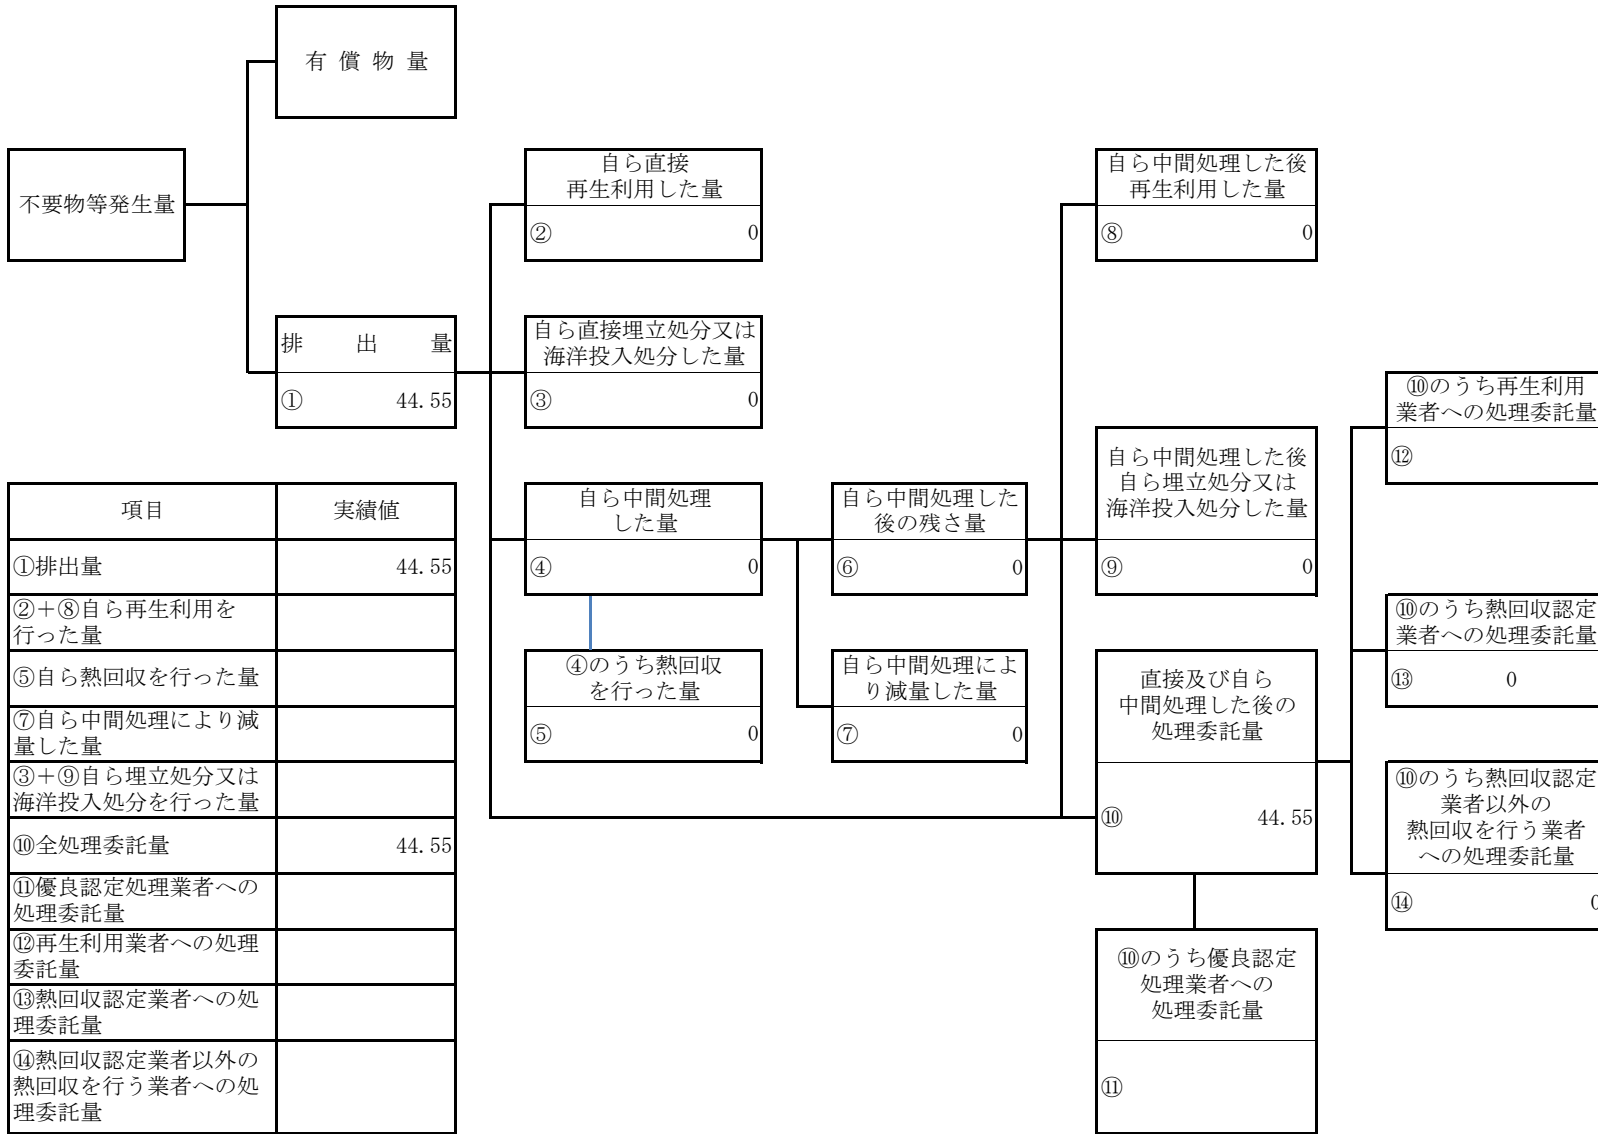 有 償 物 量
不要物等発生量
自ら直接
再生利用した量
② 0
自ら中間処理した後
再生利用した量
⑧ 0
排 出 量
① 44.55
自ら直接埋立処分又は
海洋投入処分した量
③ 0
⑩のうち再生利用
業者への処理委託量
⑫
自ら中間処理した後
自ら埋立処分又は
海洋投入処分した量
⑨ 0
自ら中間処理
した量
④ 0
自ら中間処理した
後の残さ量
⑥ 0
⑩のうち熱回収認定
業者への処理委託量
⑬ 0
④のうち熱回収
を行った量
⑤ 0
自ら中間処理によ
り減量した量
⑦ 0
直接及び自ら
中間処理した後の
処理委託量
⑩ 44.55
⑩のうち熱回収認定
業者以外の
熱回収を行う業者
への処理委託量
⑭ 0
⑩のうち優良認定
処理業者への
処理委託量
⑪
項目 実績値
①排出量 44.55
②+⑧自ら再生利用を
行った量
⑤自ら熱回収を行った量
⑦自ら中間処理により減
量した量
③+⑨自ら埋立処分又は
海洋投入処分を行った量
⑩全処理委託量 44.55
⑪優良認定処理業者への
処理委託量
⑫再生利用業者への処理
委託量
⑬熱回収認定業者への処
理委託量
⑭熱回収認定業者以外の
熱回収を行う業者への処
理委託量